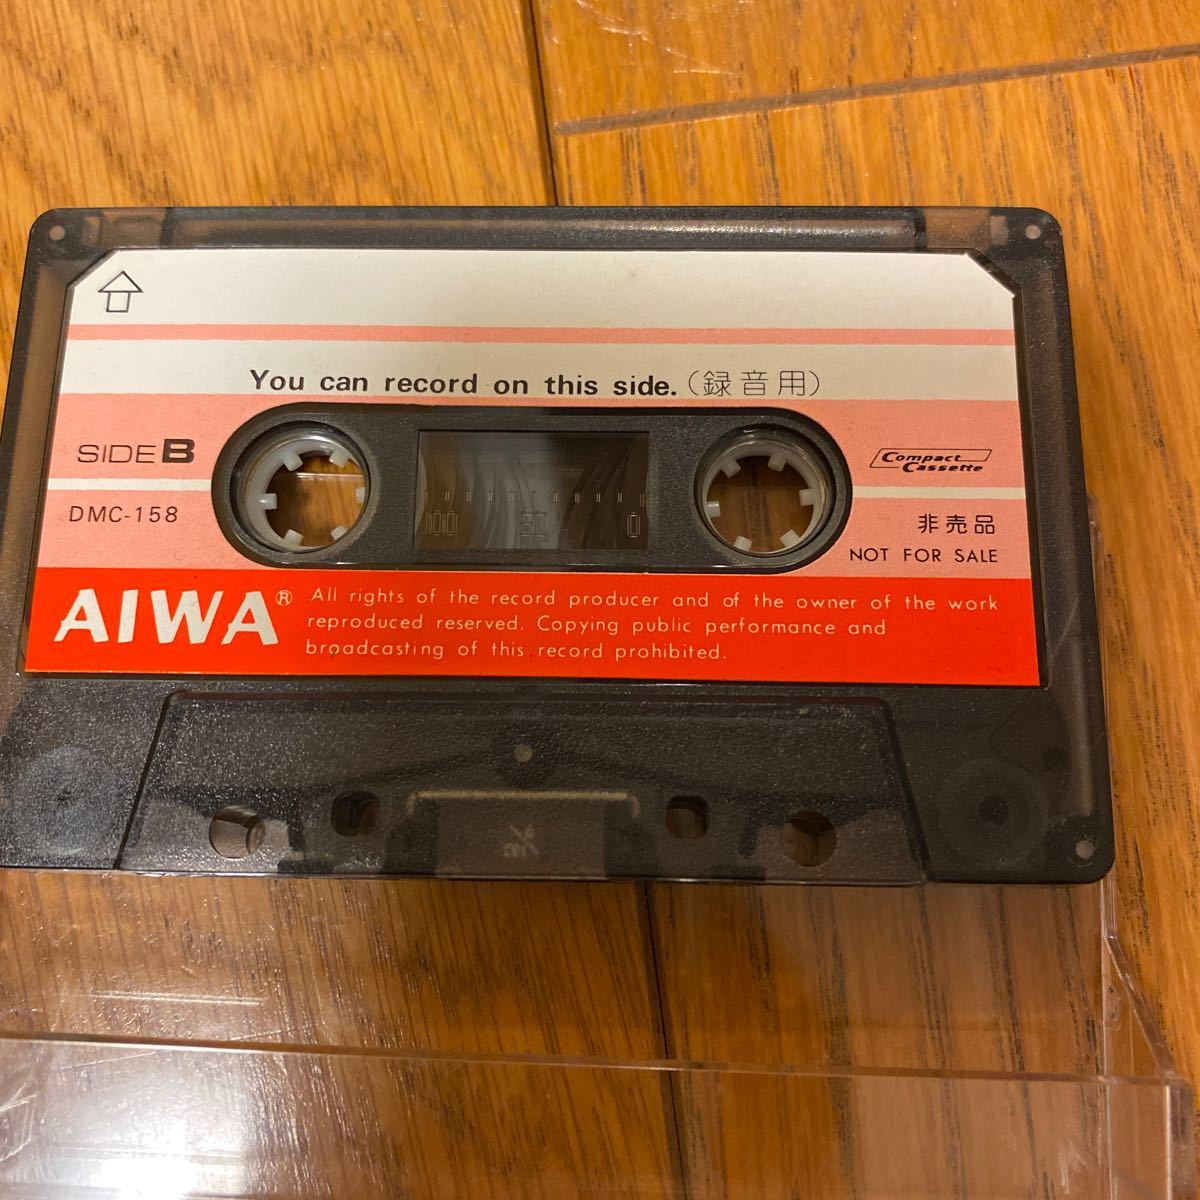 You can record on this side.(録音用)
SIDE B
Compact
Cassette
DMC-158
100 50 0
非売品
NOT FOR SALE
AIWA®
All rights of the record producer and of the owner of the work
reproduced reserved. Copying public performance and
broadcasting of this record prohibited.